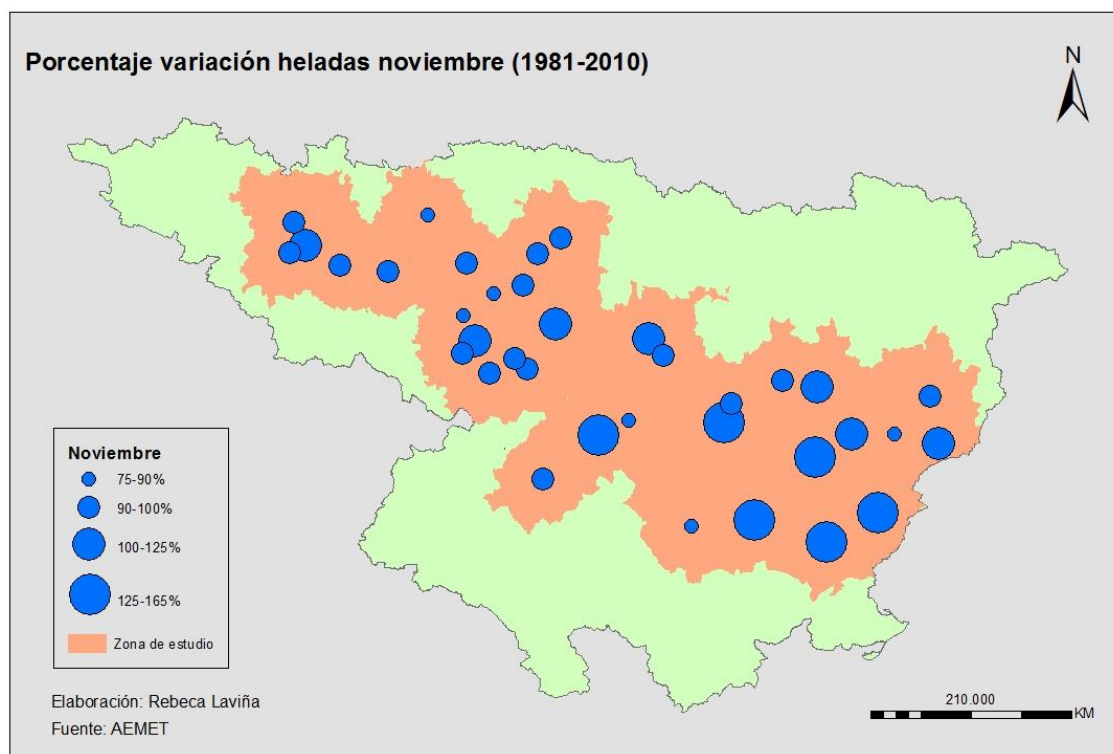 Porcentaje variación heladas noviembre (1981-2010)
N
Noviembre
75-90%
90-100%
100-125%
125-165%
Zona de estudio
Elaboración: Rebeca Laviña
Fuente: AEMET
210.000
KM